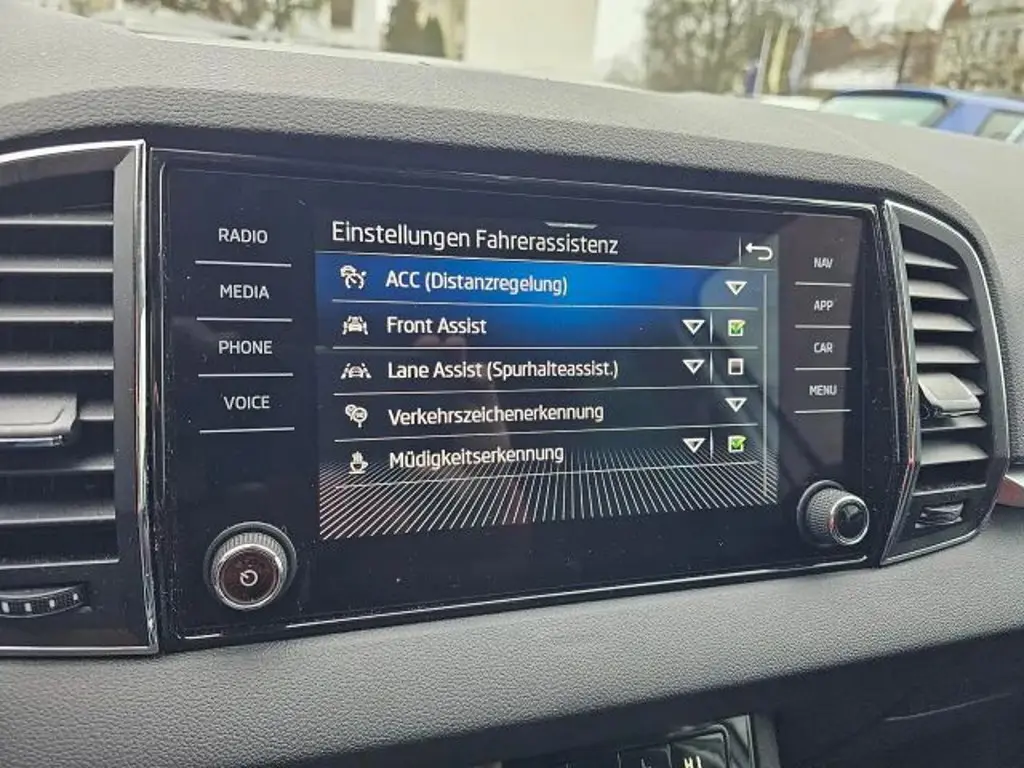 RADIO
MEDIA
PHONE
VOICE
Einstellungen Fahrerassistenz
ACC (Distanzregelung)
Front Assist
Lane Assist (Spurhalteassist.)
Verkehrszeichenerkennung
Müdigkeitserkennung
NAV
APP
CAR
MENU